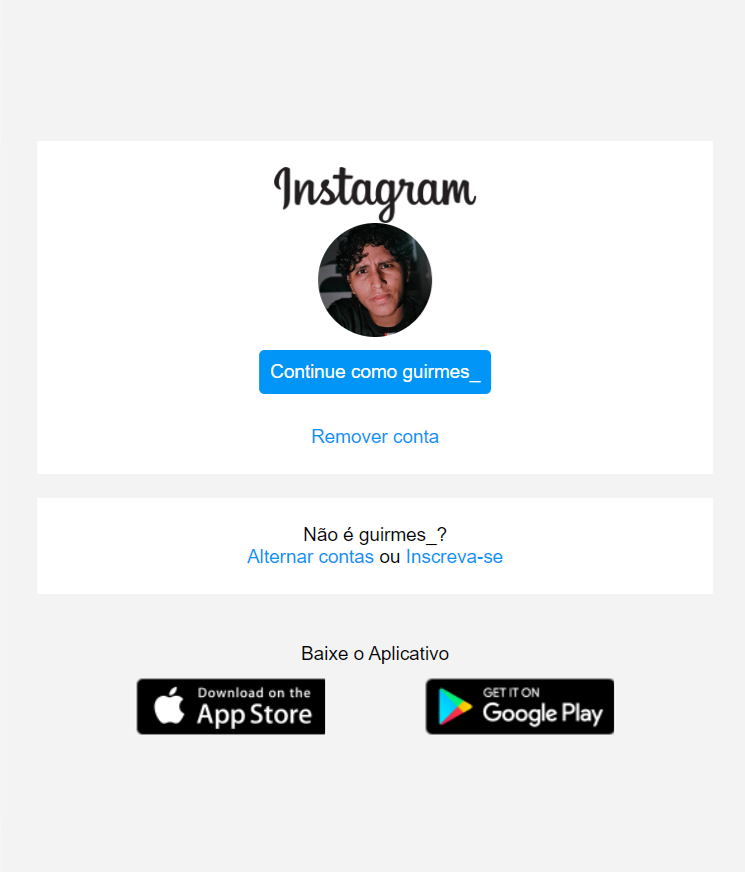 Instagram
Continue como guirmes_
Remover conta
Não é guirmes_?
Alternar contas ou Inscreva-se
Baixe o Aplicativo
Download on the
App Store
GET IT ON
Google Play